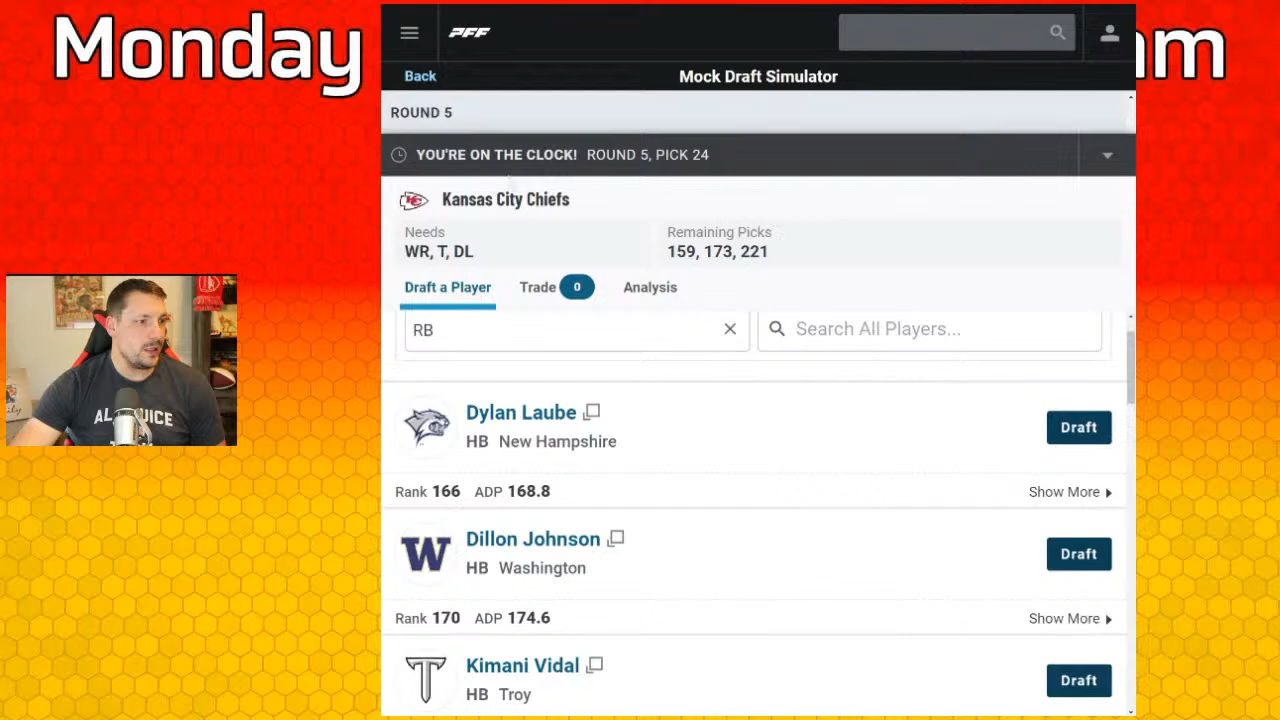 Monday
am
PFF
Back
Mock Draft Simulator
ROUND 5
YOU'RE ON THE CLOCK! ROUND 5, PICK 24
Kansas City Chiefs
Needs
WR, T, DL
Remaining Picks
159, 173, 221
Draft a Player
Trade 0
Analysis
RB
Search All Players...
Dylan Laube
HB New Hampshire
Draft
Rank 166 ADP 168.8
Show More
Dillon Johnson
HB Washington
Draft
Rank 170 ADP 174.6
Show More
Kimani Vidal
HB Troy
Draft